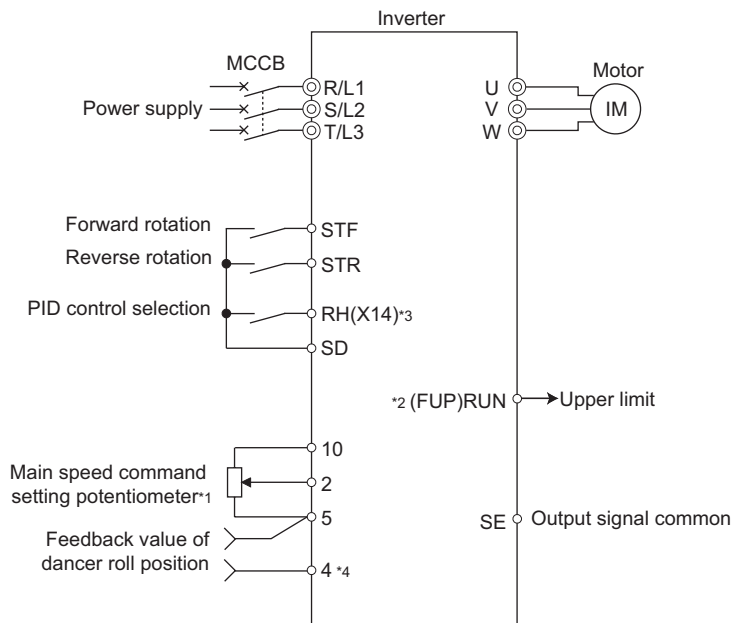 Inverter
MCCB
Motor
Power supply
R/L1
S/L2
T/L3
U
V
W
IM
Forward rotation
STF
Reverse rotation
STR
PID control selection
RH(X14)*3
SD
*2 (FUP)RUN
Upper limit
10
Main speed command
setting potentiometer*1
2
5
SE
Output signal common
Feedback value of
dancer roll position
4 *4